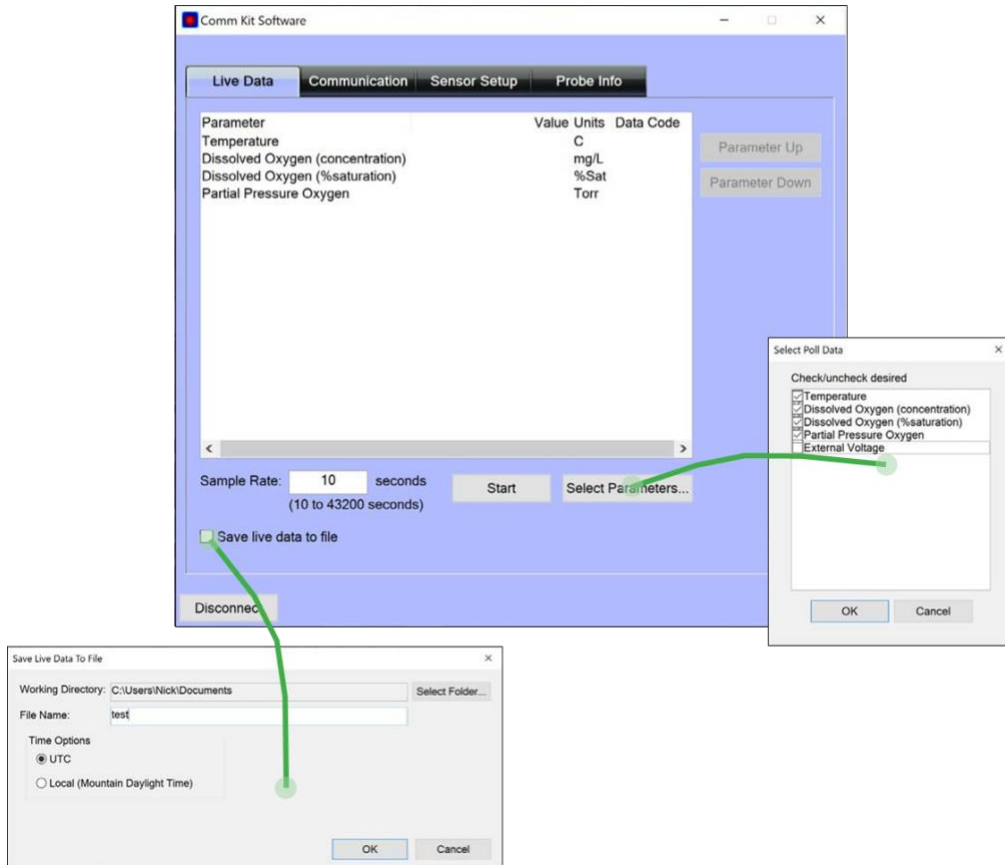 Comm Kit Software
Live Data Communication Sensor Setup Probe Info
Parameter Value Units Data Code
Temperature C
Dissolved Oxygen (concentration) mg/L
Dissolved Oxygen (%saturation) %Sat
Partial Pressure Oxygen Torr
Parameter Up
Parameter Down
Sample Rate: 10 seconds
(10 to 43200 seconds)
Start
Select Parameters...
Save live data to file
Disconnect
Select Poll Data
Check/uncheck desired
Temperature
Dissolved Oxygen (concentration)
Dissolved Oxygen (%saturation)
Partial Pressure Oxygen
External Voltage
OK Cancel
Save Live Data To File
Working Directory: C:\Users\Nick\Documents Select Folder...
File Name: test
Time Options
UTC
Local (Mountain Daylight Time)
OK Cancel